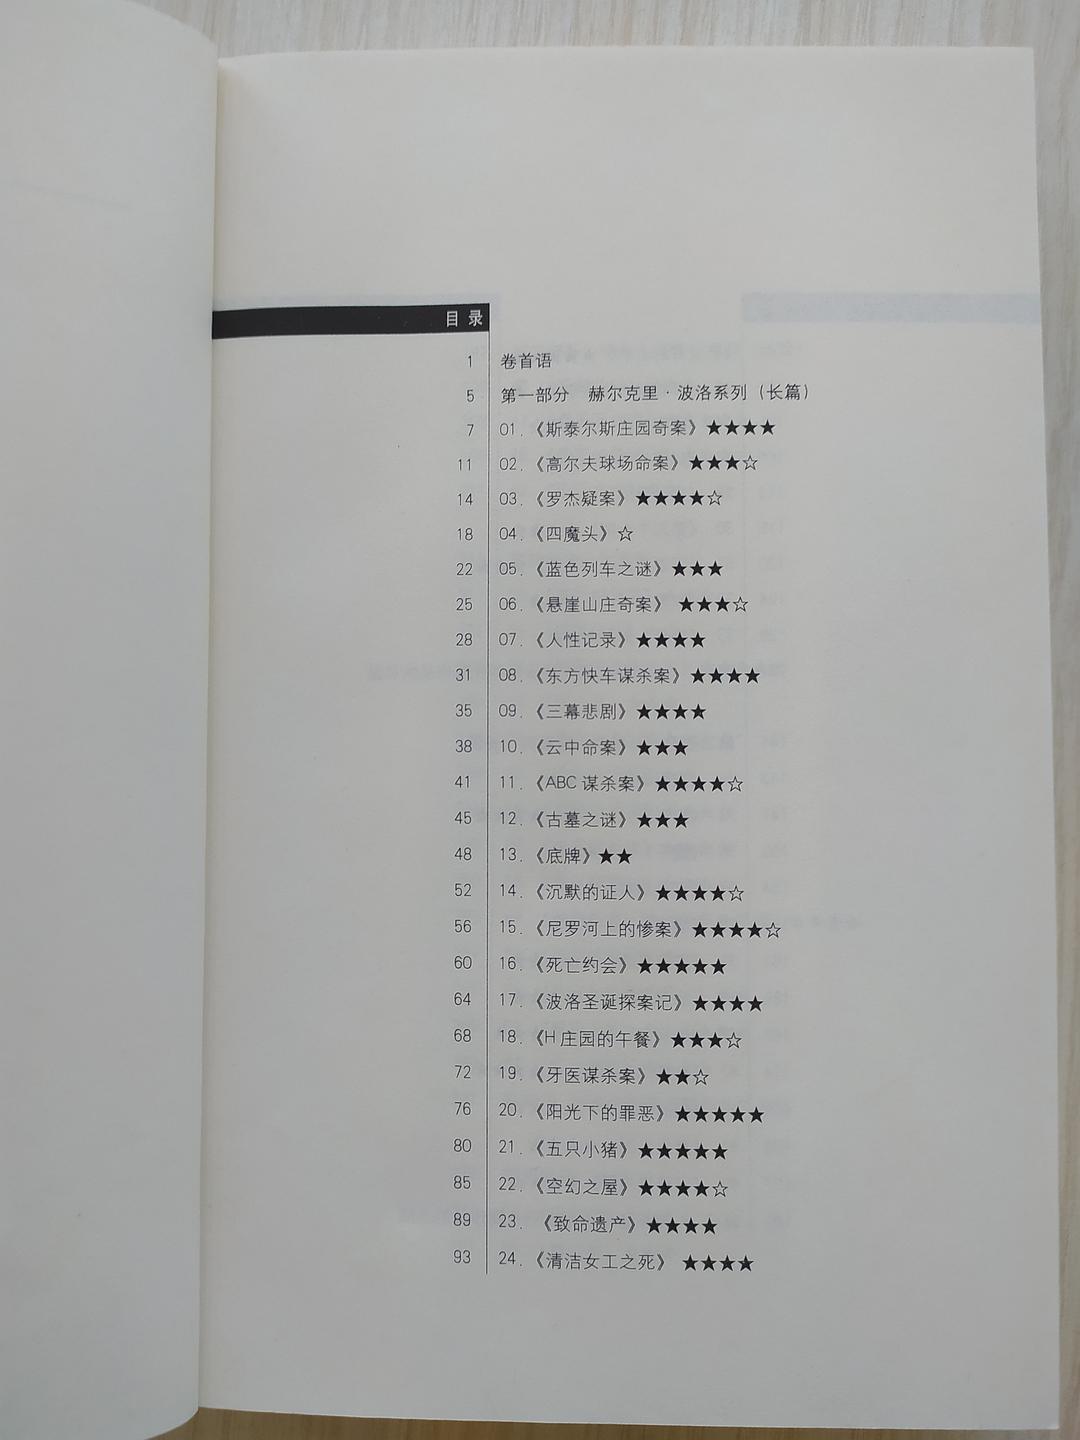 目录
1 卷首语
5 第一部分 赫尔克里·波洛系列（长篇）
7 01.《斯泰尔斯庄园奇案》★★★★
11 02.《高尔夫球场命案》★★★☆
14 03.《罗杰疑案》★★★★☆
18 04.《四魔头》☆
22 05.《蓝色列车之谜》★★★
25 06.《悬崖山庄奇案》 ★★★☆
28 07.《人性记录》★★★★
31 08.《东方快车谋杀案》★★★★
35 09.《三幕悲剧》★★★★
38 10.《云中命案》★★★
41 11.《ABC谋杀案》★★★★☆
45 12.《古墓之谜》★★★
48 13.《底牌》★★
52 14.《沉默的证人》★★★★☆
56 15.《尼罗河上的惨案》★★★★☆
60 16.《死亡约会》★★★★★
64 17.《波洛圣诞探案记》★★★★
68 18.《H庄园的午餐》★★★☆
72 19.《牙医谋杀案》★★☆
76 20.《阳光下的罪恶》★★★★★
80 21.《五只小猪》★★★★★
85 22.《空幻之屋》★★★★☆
89 23. 《致命遗产》★★★★
93 24.《清洁女工之死》 ★★★★